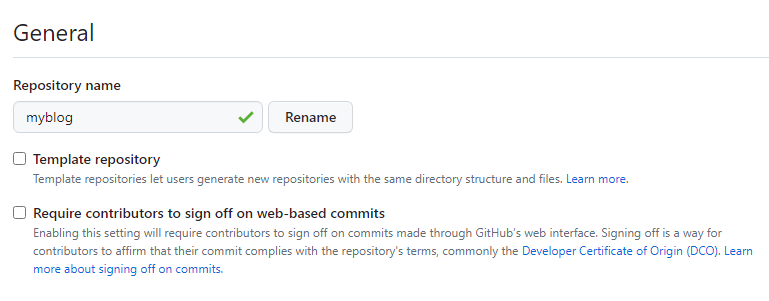 General
Repository name
myblog
Rename
Template repository
Template repositories let users generate new repositories with the same directory structure and files. Learn more.
Require contributors to sign off on web-based commits
Enabling this setting will require contributors to sign off on commits made through GitHub's web interface. Signing off is a way for
contributors to affirm that their commit complies with the repository's terms, commonly the Developer Certificate of Origin (DCO). Learn
more about signing off on commits.